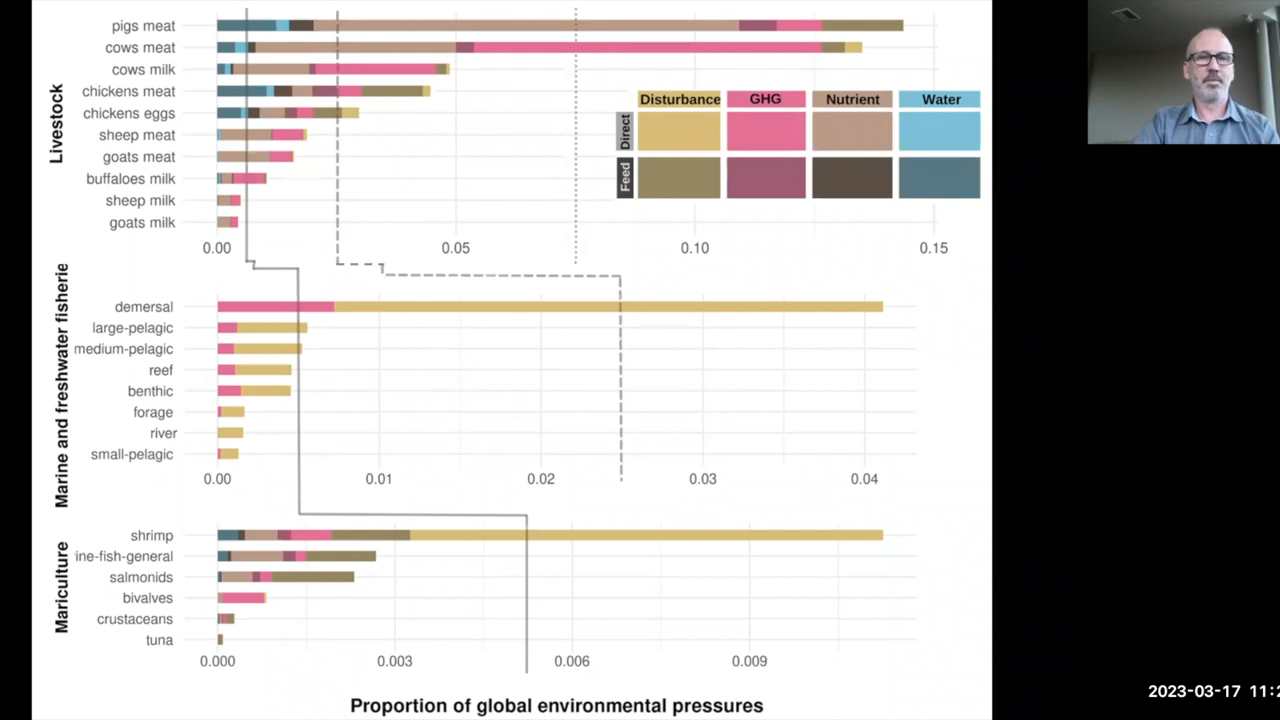 Livestock
pigs meat
cows meat
cows milk
chickens meat
chickens eggs
sheep meat
goats meat
buffaloes milk
sheep milk
goats milk
0.00 0.05 0.10 0.15
Disturbance GHG Nutrient Water
Direct
Feed
Marine and freshwater fisherie
demersal
large-pelagic
medium-pelagic
reef
benthic
forage
river
small-pelagic
0.00 0.01 0.02 0.03 0.04
Mariculture
shrimp
ine-fish-general
salmonids
bivalves
crustaceans
tuna
0.000 0.003 0.006 0.009
Proportion of global environmental pressures
2023-03-17 11:2